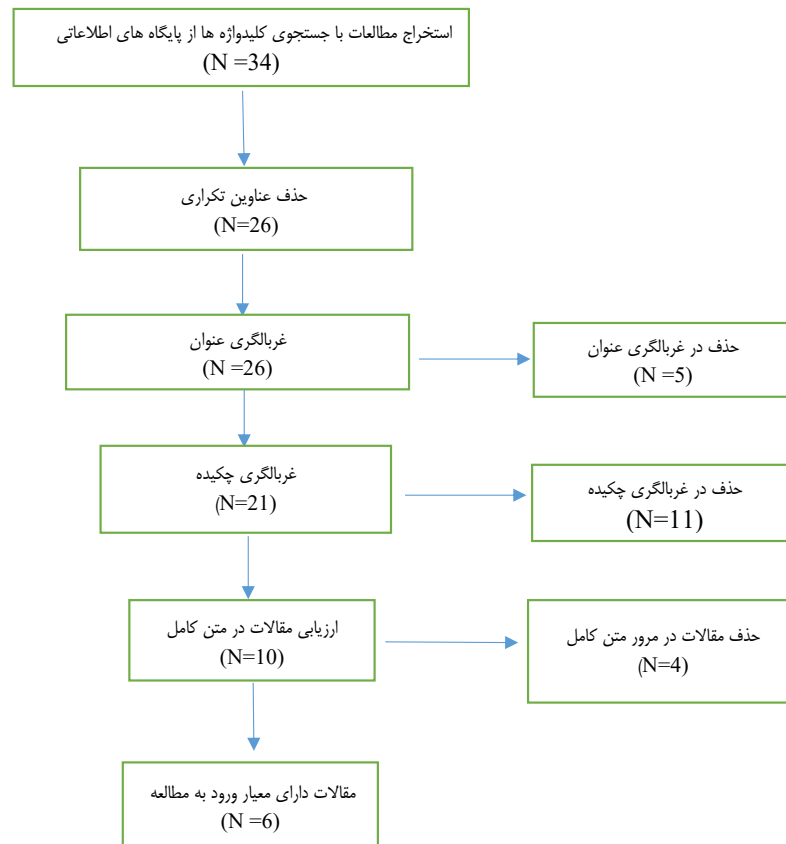 استخراج مطالعات با جستجوی کلیدواژه ها از پایگاه های اطلاعاتی
(N =34)
حذف عناوین تکراری
(N=26)
غربالگری عنوان
(N =26)
حذف در غربالگری عنوان
(N =5)
غربالگری چکیده
(N=21)
حذف در غربالگری چکیده
(N=11)
ارزیابی مقالات در متن کامل
(N=10)
حذف مقالات در مرور متن کامل
(N=4)
مقالات دارای معیار ورود به مطالعه
(N =6)